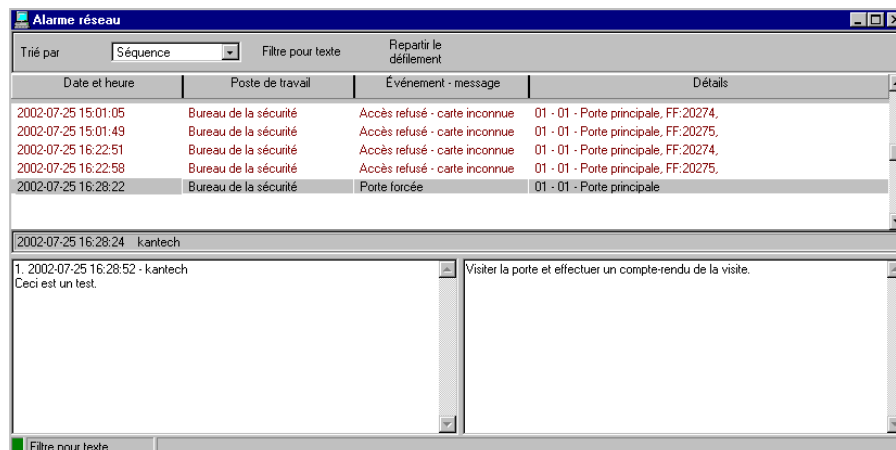 Alarme réseau
Trié par Séquence Filtre pour texte Repartir le défilement
Date et heure Poste de travail Événement - message Détails
2002-07-25 15:01:05 Bureau de la sécurité Accès refusé - carte inconnue 01 - 01 - Porte principale, FF:20274,
2002-07-25 15:01:49 Bureau de la sécurité Accès refusé - carte inconnue 01 - 01 - Porte principale, FF:20275,
2002-07-25 16:22:51 Bureau de la sécurité Accès refusé - carte inconnue 01 - 01 - Porte principale, FF:20274,
2002-07-25 16:22:58 Bureau de la sécurité Accès refusé - carte inconnue 01 - 01 - Porte principale, FF:20275,
2002-07-25 16:28:22 Bureau de la sécurité Porte forcée 01 - 01 - Porte principale
2002-07-25 16:28:24 kantech
1. 2002-07-25 16:28:52 - kantech
Ceci est un test.
Visiter la porte et effectuer un compte-rendu de la visite.
Filtre pour texte